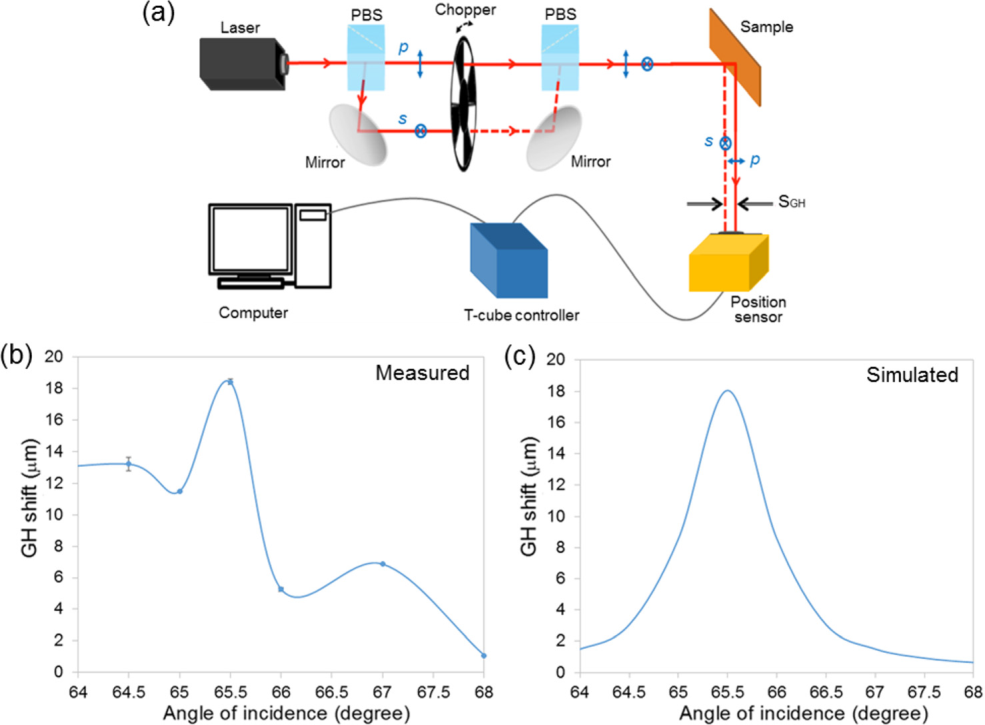 (a)
Laser
PBS
Chopper
PBS
Sample
p
s
Mirror
Mirror
s
p
SGH
Computer
T-cube controller
Position
sensor
(b)
Measured
GH shift (μm)
20
18
16
14
12
10
8
6
4
2
0
64 64.5 65 65.5 66 66.5 67 67.5 68
Angle of incidence (degree)
(c)
Simulated
GH shift (μm)
20
18
16
14
12
10
8
6
4
2
0
64 64.5 65 65.5 66 66.5 67 67.5 68
Angle of incidence (degree)